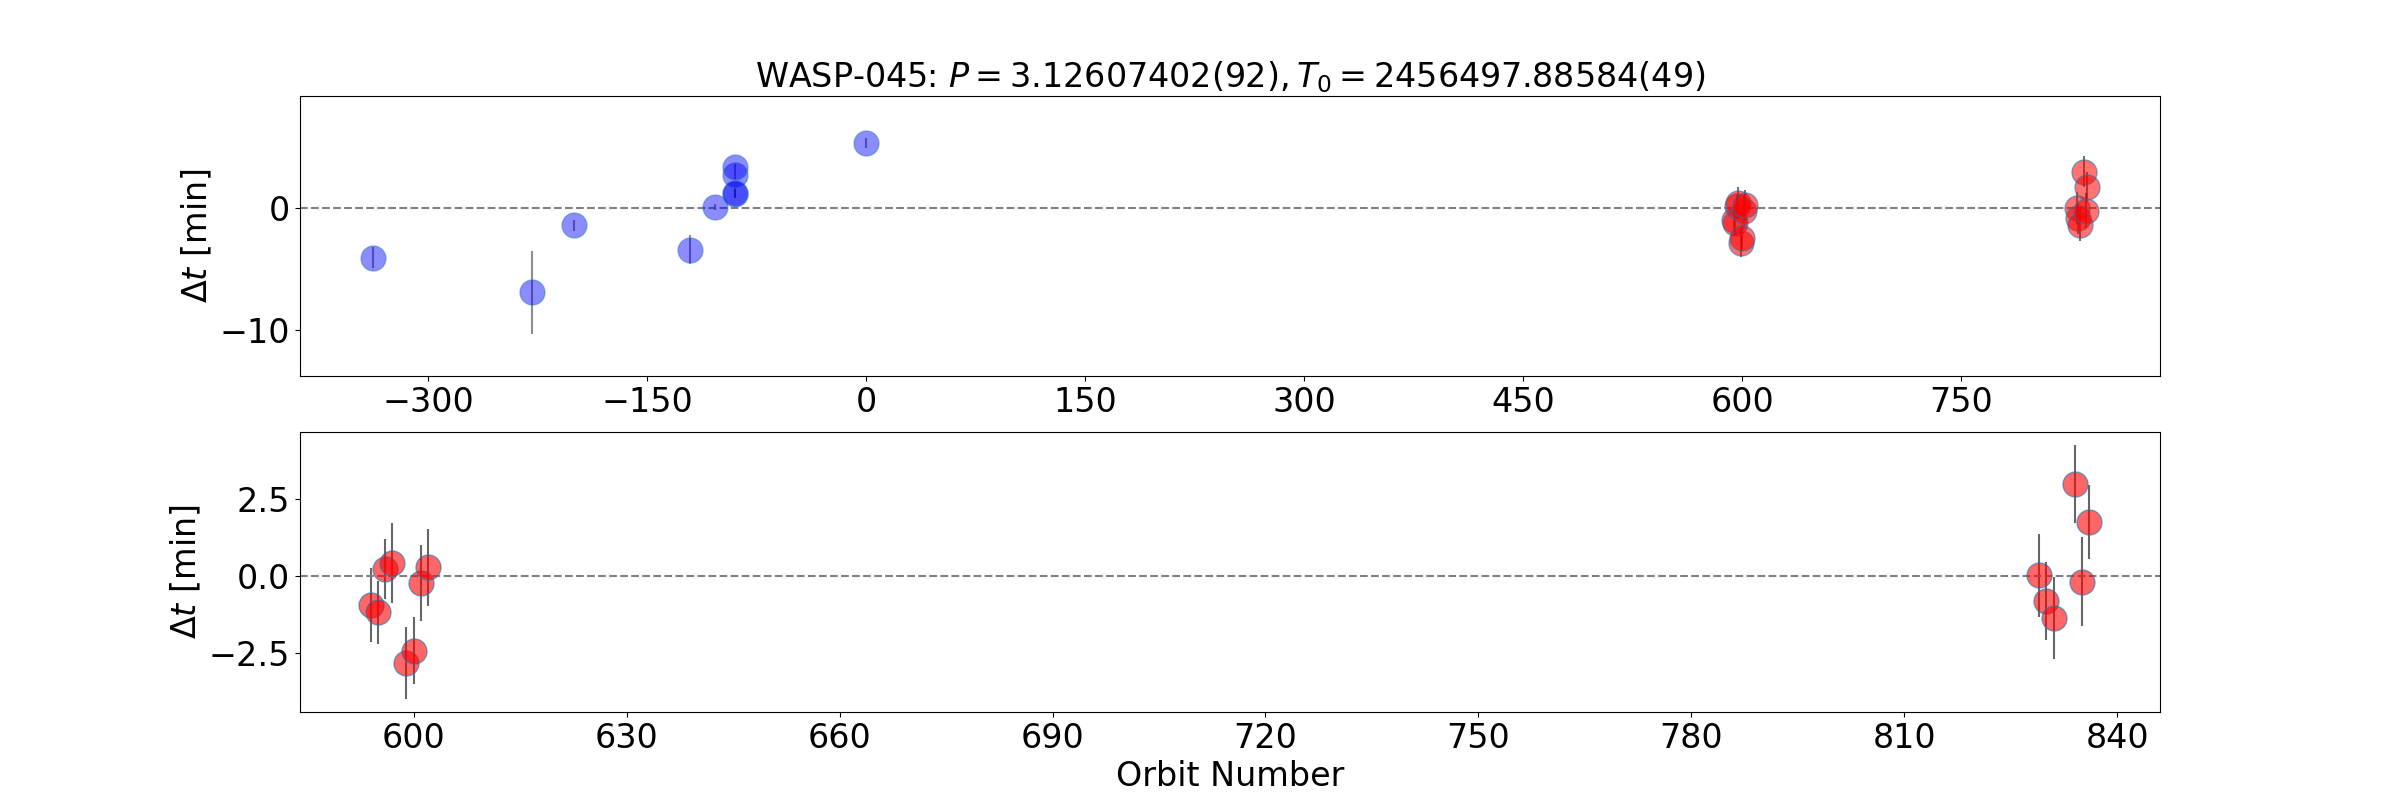 WASP-045: P = 3.12607402(92), T₀ = 2456497.88584(49)
Δt [min]
0
−10
−300 −150 0 150 300 450 600 750
Δt [min]
2.5
0.0
−2.5
600 630 660 690 720 750 780 810 840
Orbit Number